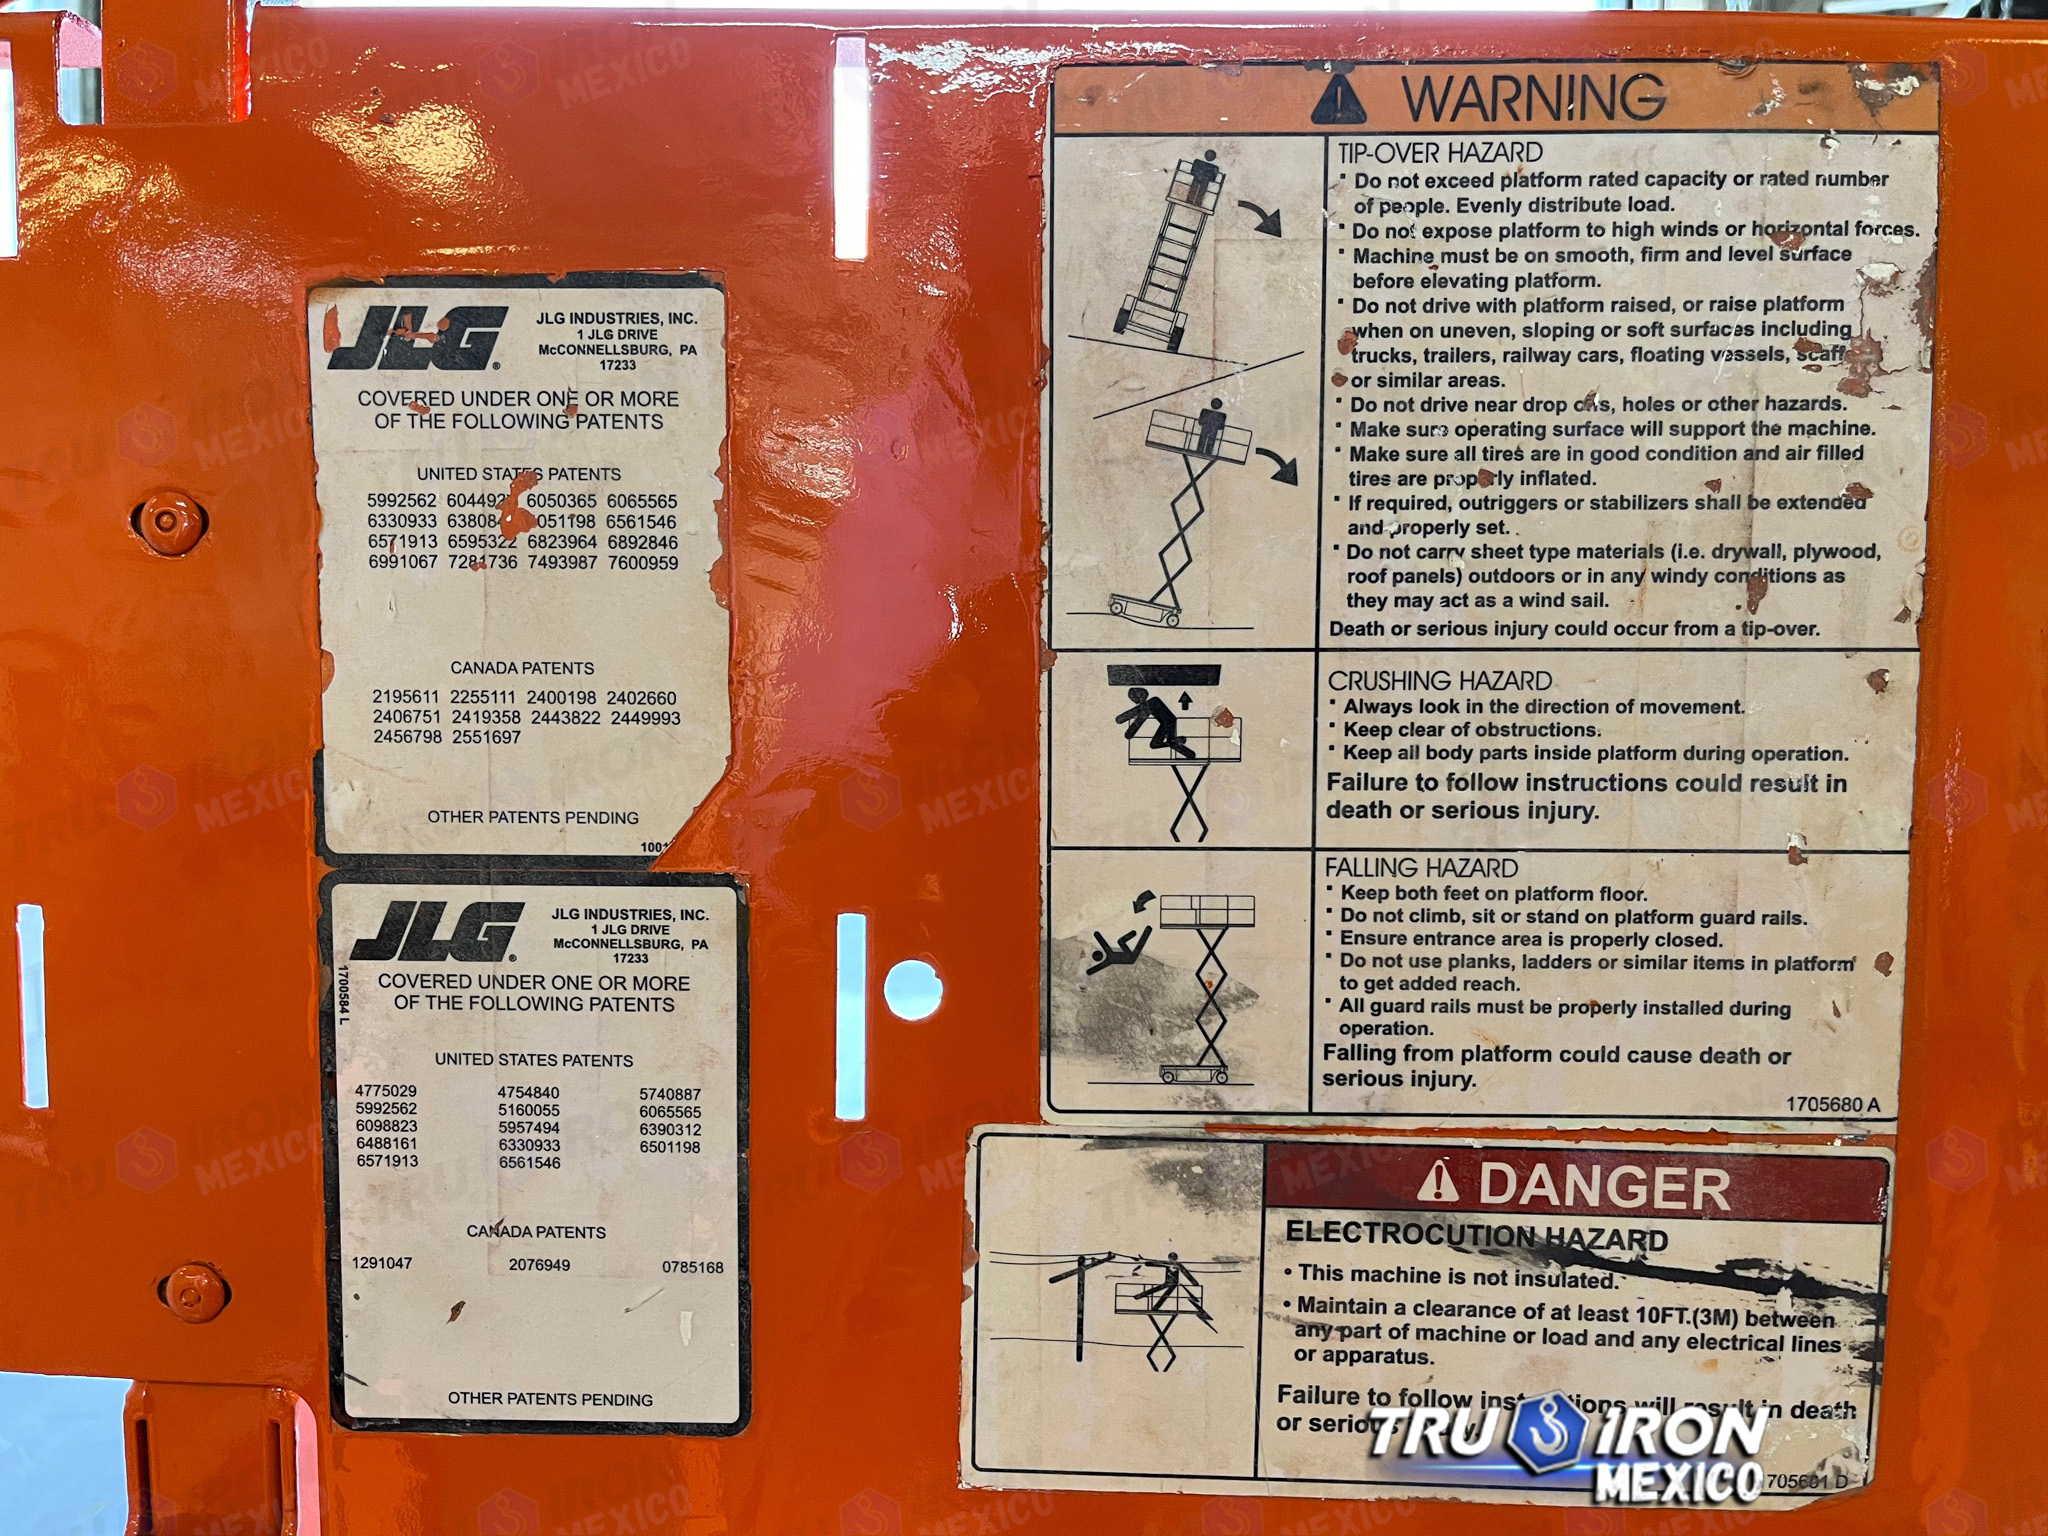 JLG®
JLG INDUSTRIES, INC.
1 JLG DRIVE
McCONNELLSBURG, PA
17233
COVERED UNDER ONE OR MORE
OF THE FOLLOWING PATENTS
UNITED STATES PATENTS
5992562 6050365 6065565
6330933 6561546
6571913 6595322 6823964 6892846
6991067 7281736 7493987 7600959
CANADA PATENTS
2195611 2255111 2400198 2402660
2406751 2419358 2443822 2449993
2456798 2551697
OTHER PATENTS PENDING
JLG®
JLG INDUSTRIES, INC.
1 JLG DRIVE
McCONNELLSBURG, PA
17233
1700584 L
COVERED UNDER ONE OR MORE
OF THE FOLLOWING PATENTS
UNITED STATES PATENTS
4775029 4754840 5740887
5992562 5160055 6065565
6098823 5957494 6390312
6488161 6330933 6501198
6571913 6561546
CANADA PATENTS
1291047 2076949 0785168
OTHER PATENTS PENDING
WARNING
TIP-OVER HAZARD
· Do not exceed platform rated capacity or rated number
of people. Evenly distribute load.
· Do not expose platform to high winds or horizontal forces.
· Machine must be on smooth, firm and level surface
before elevating platform.
· Do not drive with platform raised, or raise platform
when on uneven, sloping or soft surfaces including
trucks, trailers, railway cars, floating vessels,
or similar areas.
· Do not drive near drop offs, holes or other hazards.
· Make sure operating surface will support the machine.
· Make sure all tires are in good condition and air filled
tires are properly inflated.
· If required, outriggers or stabilizers shall be extended
and properly set.
· Do not carry sheet type materials (i.e. drywall, plywood,
roof panels) outdoors or in any windy conditions as
they may act as a wind sail.
Death or serious injury could occur from a tip-over.
CRUSHING HAZARD
· Always look in the direction of movement.
· Keep clear of obstructions.
· Keep all body parts inside platform during operation.
Failure to follow instructions could result in
death or serious injury.
FALLING HAZARD
· Keep both feet on platform floor.
· Do not climb, sit or stand on platform guard rails.
· Ensure entrance area is properly closed.
· Do not use planks, ladders or similar items in platform
to get added reach.
· All guard rails must be properly installed during
operation.
Falling from platform could cause death or
serious injury.
1705680 A
DANGER
ELECTROCUTION HAZARD
• This machine is not insulated.
• Maintain a clearance of at least 10FT.(3M) between
any part of machine or load and any electrical lines
or apparatus.
Failure to follow instructions will result in death
or serious
TRU IRON
MEXICO
1705681 D